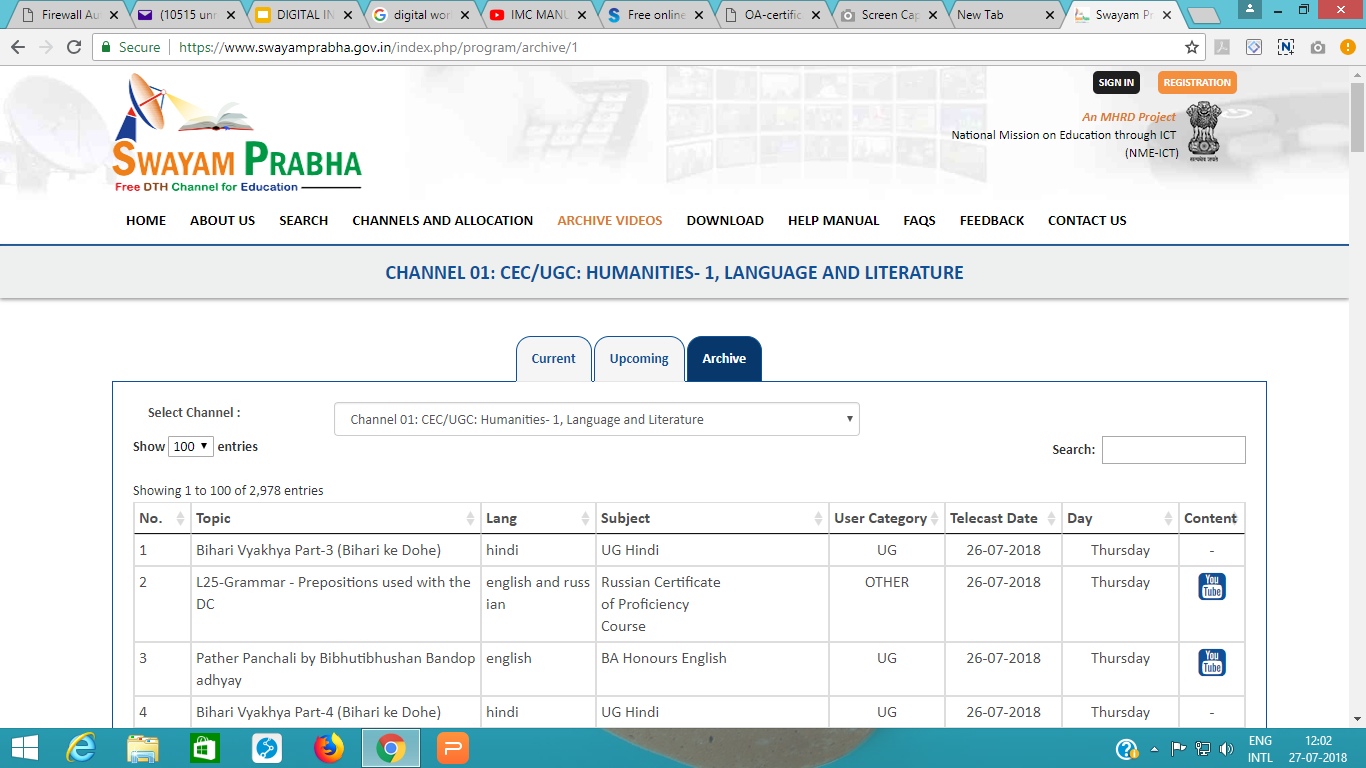 Firewall Au
(10515 unr
DIGITAL IN
digital wor
IMC MANU
Free online
OA-certific
Screen Cap
New Tab
Swayam Pr
Secure https://www.swayamprabha.gov.in/index.php/program/archive/1
SIGN IN REGISTRATION
An MHRD Project
National Mission on Education through ICT
(NME-ICT)
SWAYAM PRABHA
Free DTH Channel for Education
HOME ABOUT US SEARCH CHANNELS AND ALLOCATION ARCHIVE VIDEOS DOWNLOAD HELP MANUAL FAQS FEEDBACK CONTACT US
CHANNEL 01: CEC/UGC: HUMANITIES- 1, LANGUAGE AND LITERATURE
Current Upcoming Archive
Select Channel : Channel 01: CEC/UGC: Humanities- 1, Language and Literature
Show 100 entries Search:
Showing 1 to 100 of 2,978 entries
No. Topic Lang Subject User Category Telecast Date Day Content
1 Bihari Vyakhya Part-3 (Bihari ke Dohe) hindi UG Hindi UG 26-07-2018 Thursday -
2 L25-Grammar - Prepositions used with the english and russ Russian Certificate OTHER 26-07-2018 Thursday You Tube
DC ian of Proficiency
Course
3 Pather Panchali by Bibhutibhushan Bandop english BA Honours English UG 26-07-2018 Thursday You Tube
adhyay
4 Bihari Vyakhya Part-4 (Bihari ke Dohe) hindi UG Hindi UG 26-07-2018 Thursday -
ENG 12:02
INTL 27-07-2018